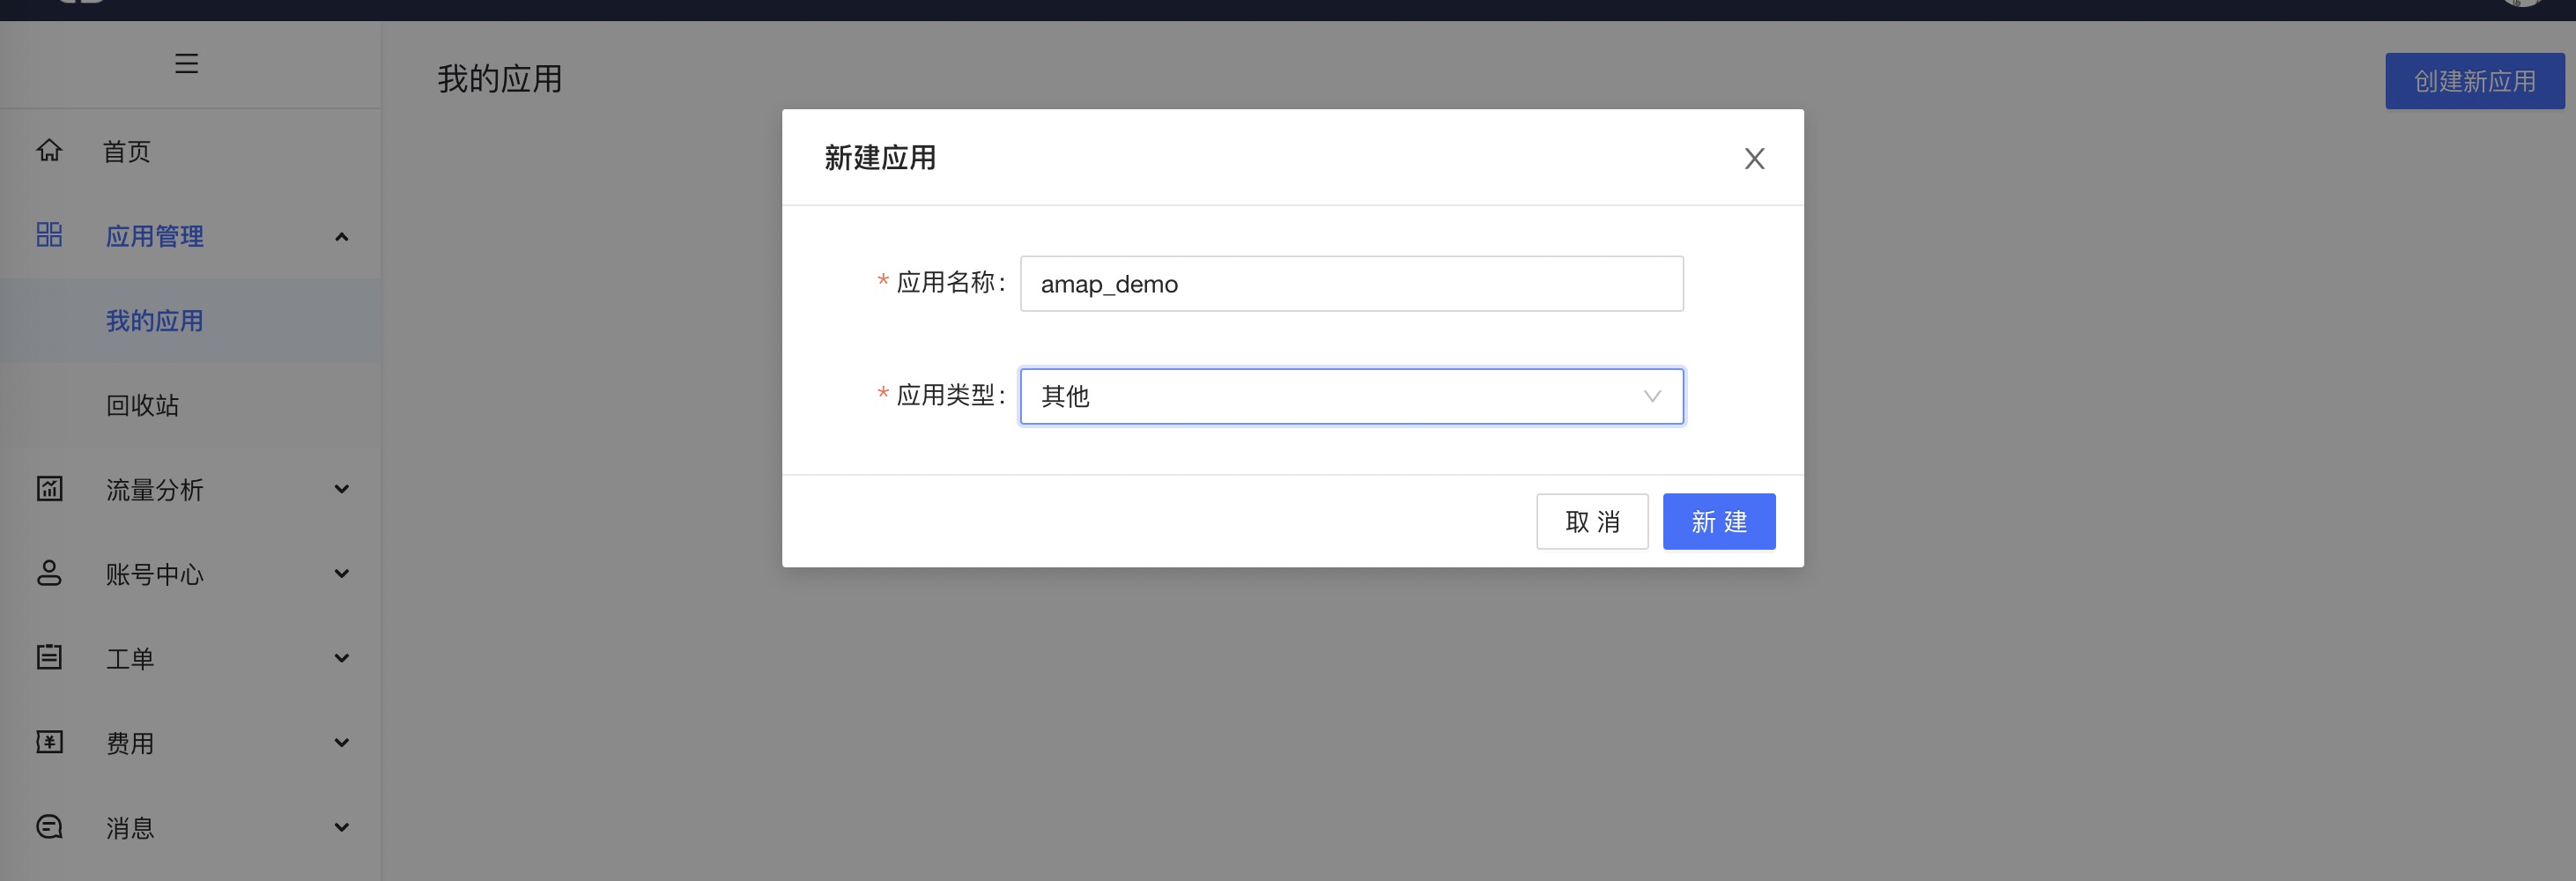 首页
应用管理
我的应用
回收站
流量分析
账号中心
工单
费用
消息
我的应用
创建新应用
新建应用
* 应用名称: amap_demo
* 应用类型: 其他
取 消
新 建